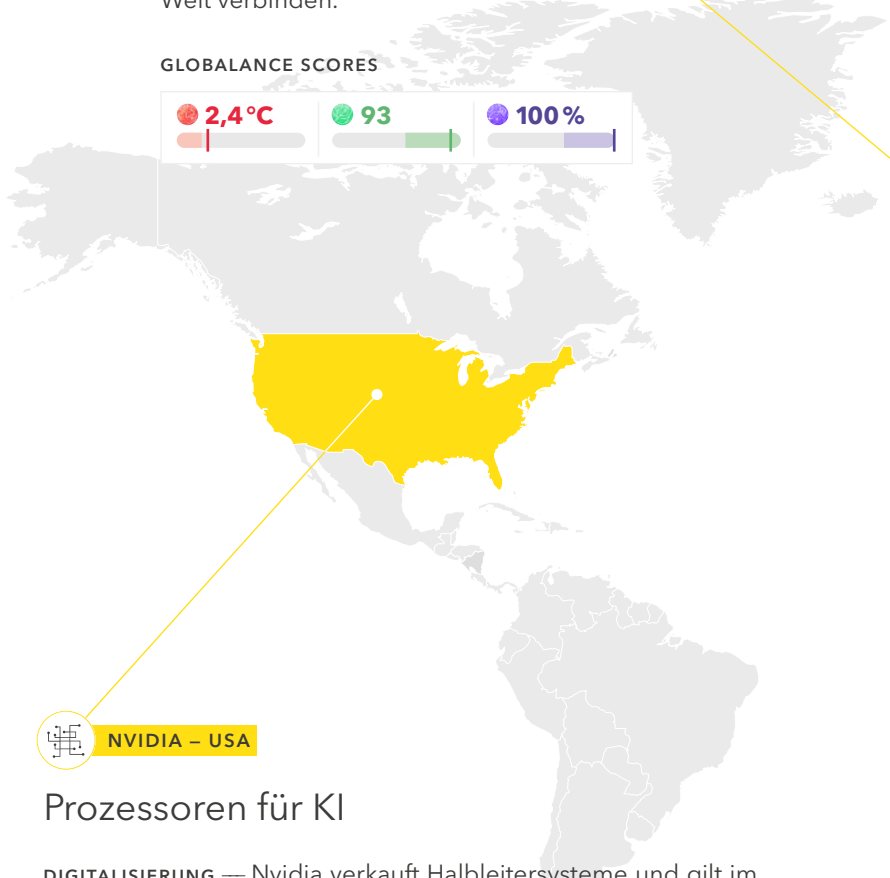 Welt verbinden.
GLOBALANCE SCORES
2,4 °C 93 100 %
NVIDIA – USA
Prozessoren für KI
DIGITALISIERUNG — Nvidia verkauft Halbleitersysteme und gilt im